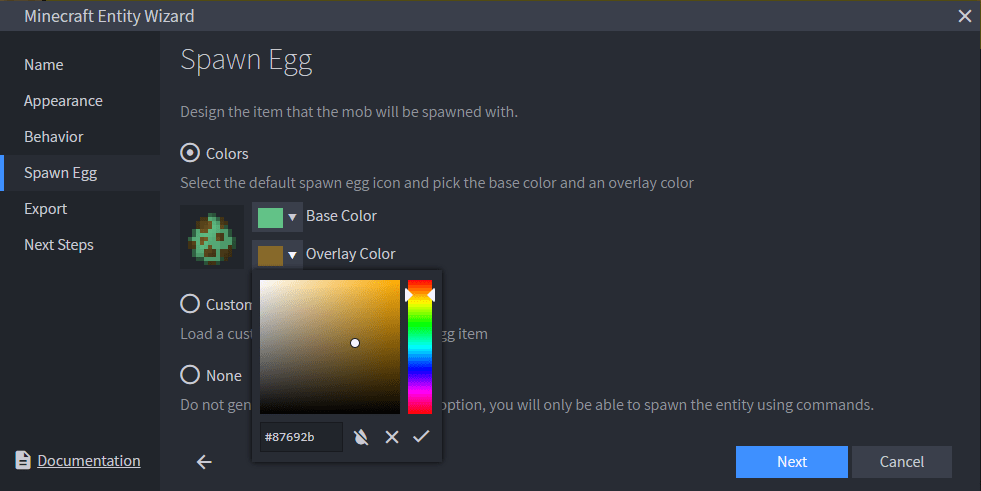 Minecraft Entity Wizard
Name
Appearance
Behavior
Spawn Egg
Export
Next Steps
Documentation
Spawn Egg
Design the item that the mob will be spawned with.
Colors
Select the default spawn egg icon and pick the base color and an overlay color
Base Color
Overlay Color
Custom
Load a cust gg item
None
Do not gen option, you will only be able to spawn the entity using commands.
#87692b
Next
Cancel